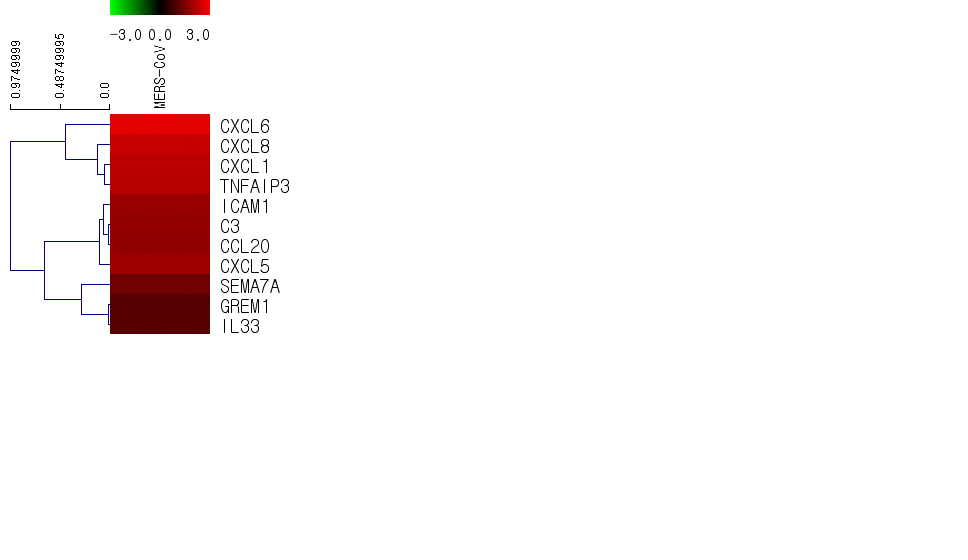 -3.0 0.0 3.0
0.9749999
0.48749995
0.0
MERS-CoV
CXCL6
CXCL8
CXCL1
TNFAIP3
ICAM1
C3
CCL20
CXCL5
SEMA7A
GREM1
IL33